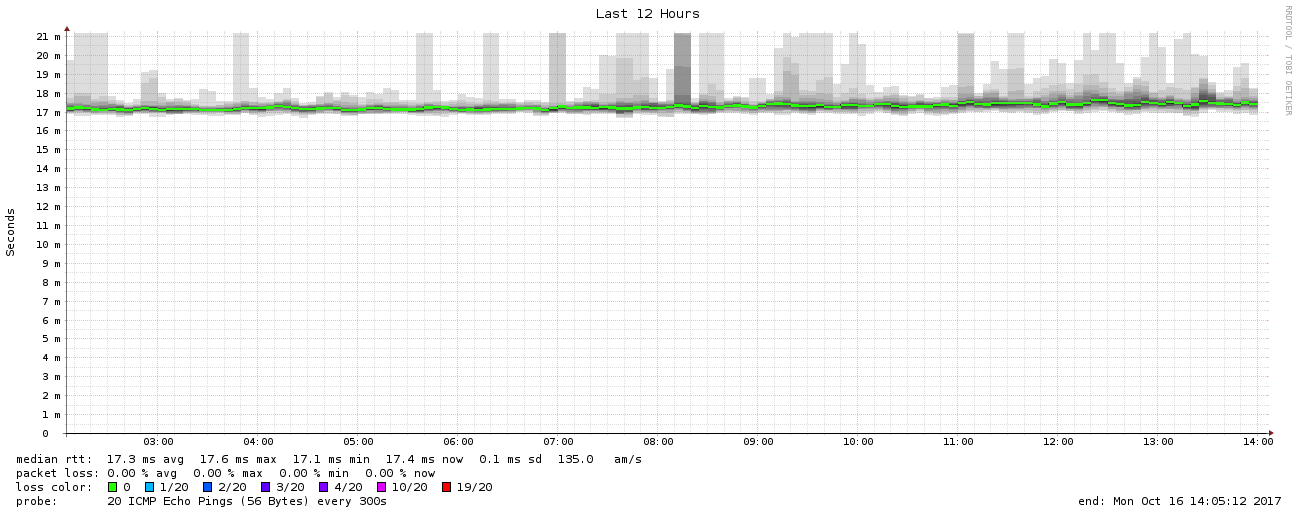 Last 12 Hours
RRDTOOL / TOBI OETIKER
Seconds
21 m
20 m
19 m
18 m
17 m
16 m
15 m
14 m
13 m
12 m
11 m
10 m
9 m
8 m
7 m
6 m
5 m
4 m
3 m
2 m
1 m
0
03:00 04:00 05:00 06:00 07:00 08:00 09:00 10:00 11:00 12:00 13:00 14:00
median rtt: 17.3 ms avg 17.6 ms max 17.1 ms min 17.4 ms now 0.1 ms sd 135.0 am/s
packet loss: 0.00 % avg 0.00 % max 0.00 % min 0.00 % now
loss color: 0 1/20 2/20 3/20 4/20 10/20 19/20
probe: 20 ICMP Echo Pings (56 Bytes) every 300s end: Mon Oct 16 14:05:12 2017